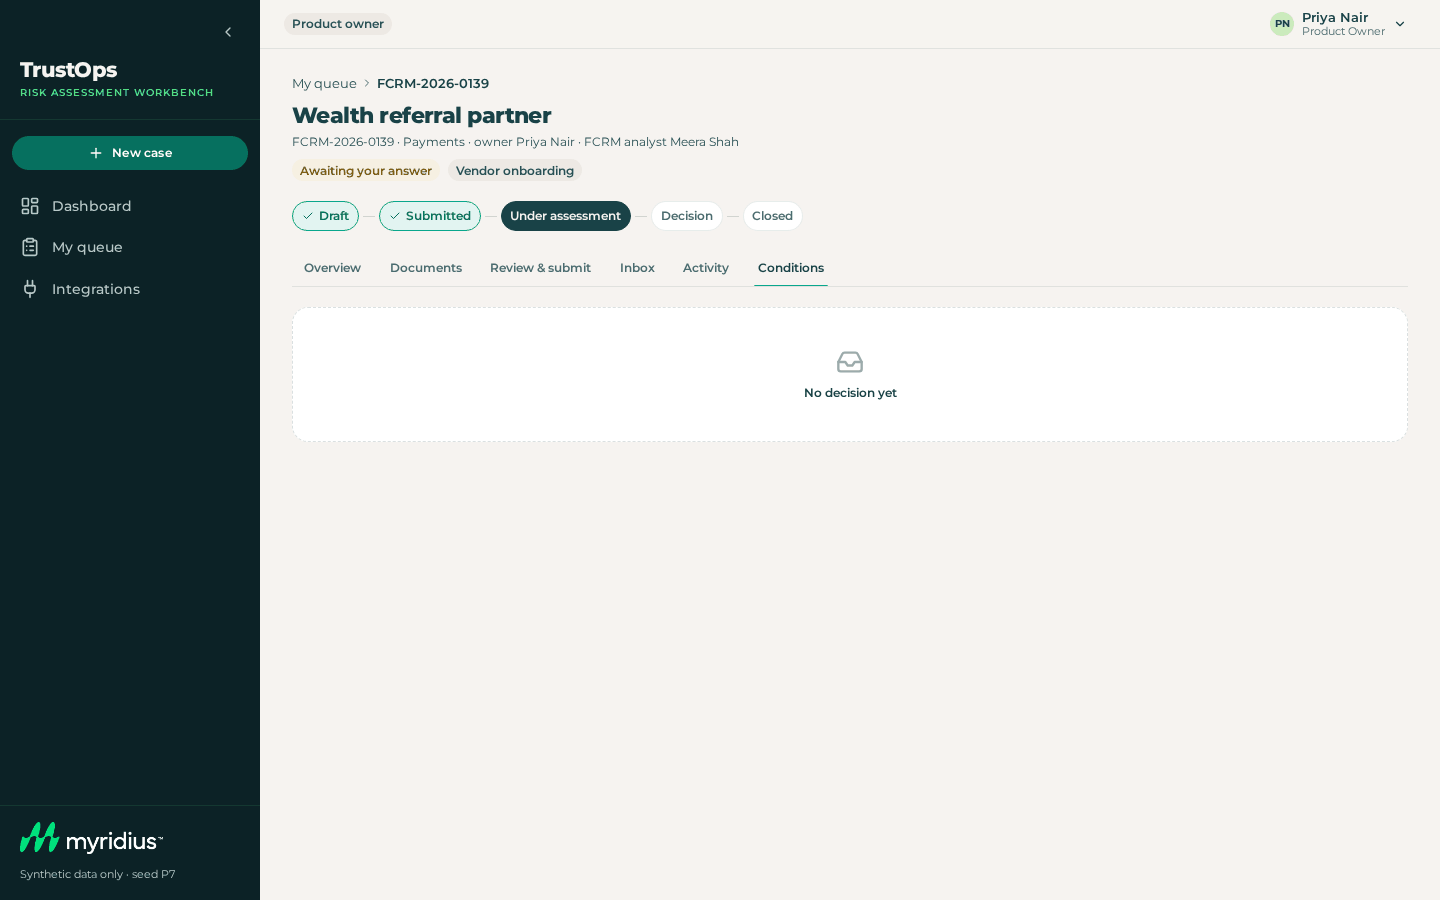 Product owner
PN
Priya Nair
Product Owner
TrustOps
RISK ASSESSMENT WORKBENCH
New case
Dashboard
My queue
Integrations
My queue > FCRM-2026-0139
Wealth referral partner
FCRM-2026-0139 · Payments · owner Priya Nair · FCRM analyst Meera Shah
Awaiting your answer Vendor onboarding
Draft Submitted Under assessment Decision Closed
Overview Documents Review & submit Inbox Activity Conditions
No decision yet
myridius™
Synthetic data only · seed P7